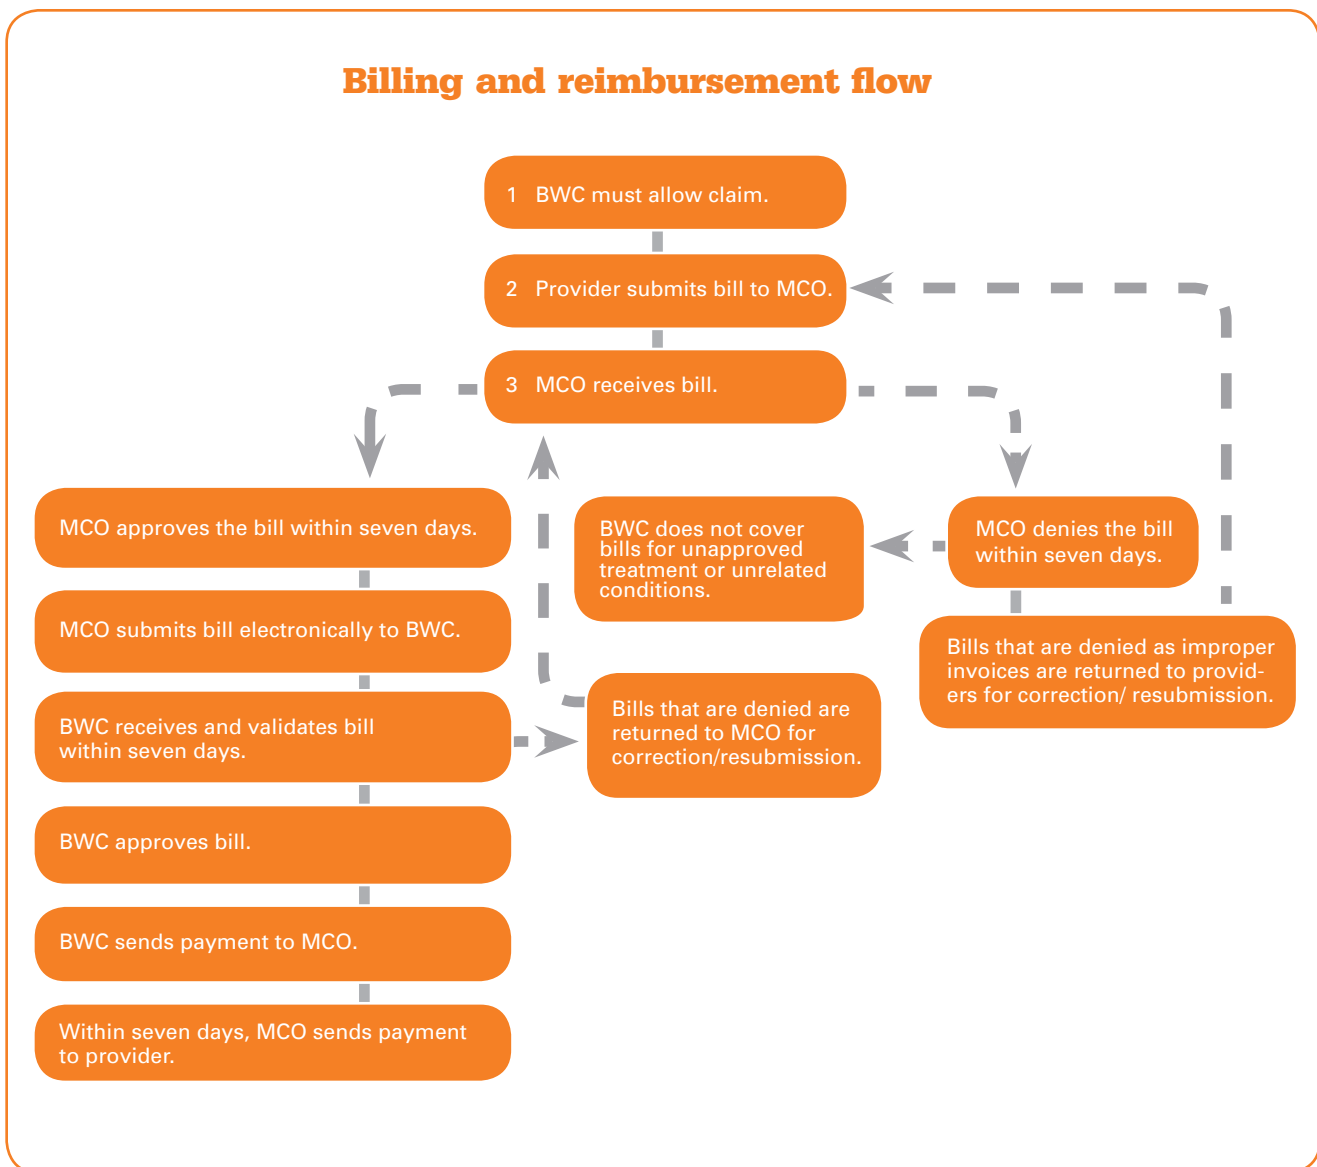 Billing and reimbursement flow
1 BWC must allow claim.
2 Provider submits bill to MCO.
3 MCO receives bill.
MCO approves the bill within seven days.
MCO submits bill electronically to BWC.
BWC receives and validates bill
within seven days.
BWC approves bill.
BWC sends payment to MCO.
Within seven days, MCO sends payment
to provider.
BWC does not cover
bills for unapproved
treatment or unrelated
conditions.
Bills that are denied are
returned to MCO for
correction/resubmission.
MCO denies the bill
within seven days.
Bills that are denied as improper
invoices are returned to provid-
ers for correction/ resubmission.